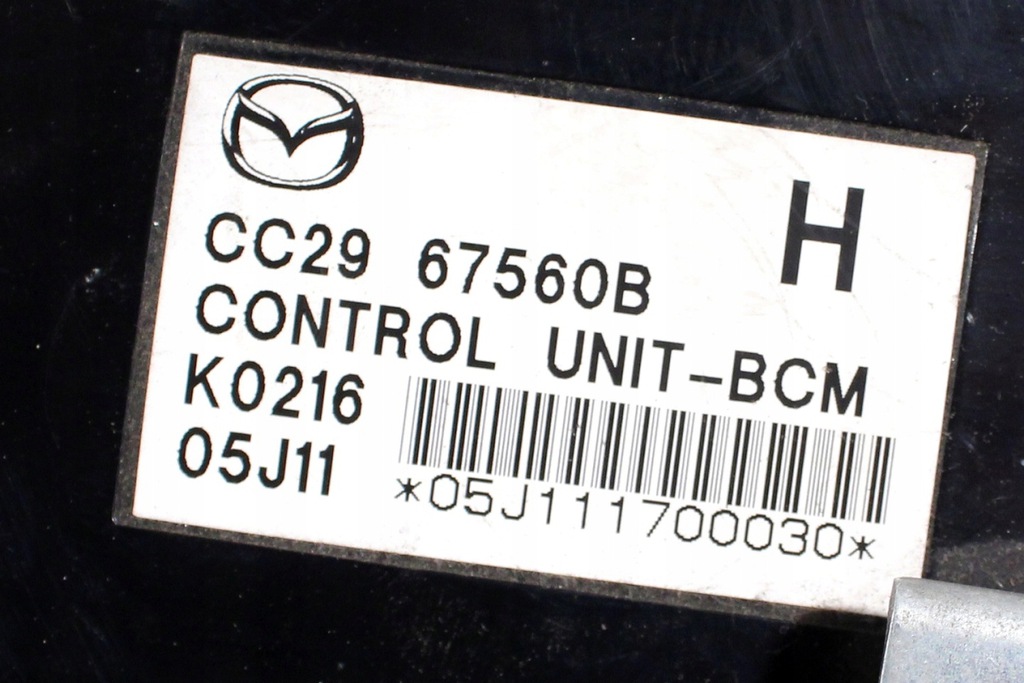 H
CC29 67560B
CONTROL UNIT-BCM
K0216
05J11
*05J111700030*